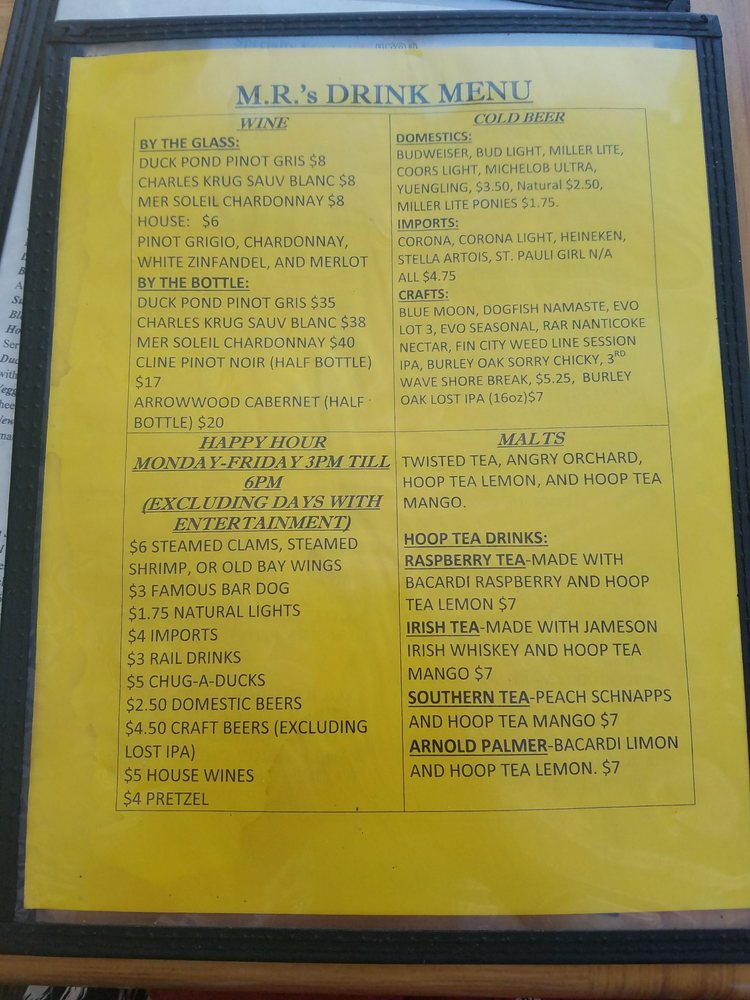 M.R.'s DRINK MENU
WINE
BY THE GLASS:
DUCK POND PINOT GRIS $8
CHARLES KRUG SAUV BLANC $8
MER SOLEIL CHARDONNAY $8
HOUSE: $6
PINOT GRIGIO, CHARDONNAY,
WHITE ZINFANDEL, AND MERLOT
BY THE BOTTLE:
DUCK POND PINOT GRIS $35
CHARLES KRUG SAUV BLANC $38
MER SOLEIL CHARDONNAY $40
CLINE PINOT NOIR (HALF BOTTLE)
$17
ARROWWOOD CABERNET (HALF
BOTTLE) $20
COLD BEER
DOMESTICS:
BUDWEISER, BUD LIGHT, MILLER LITE,
COORS LIGHT, MICHELOB ULTRA,
YUENGLING, $3.50, Natural $2.50,
MILLER LITE PONIES $1.75.
IMPORTS:
CORONA, CORONA LIGHT, HEINEKEN,
STELLA ARTOIS, ST. PAULI GIRL N/A
ALL $4.75
CRAFTS:
BLUE MOON, DOGFISH NAMASTE, EVO
LOT 3, EVO SEASONAL, RAR NANTICOKE
NECTAR, FIN CITY WEED LINE SESSION
IPA, BURLEY OAK SORRY CHICKY, 3RD
WAVE SHORE BREAK, $5.25, BURLEY
OAK LOST IPA (16oz)$7
HAPPY HOUR
MONDAY-FRIDAY 3PM TILL
6PM
(EXCLUDING DAYS WITH
ENTERTAINMENT)
$6 STEAMED CLAMS, STEAMED
SHRIMP, OR OLD BAY WINGS
$3 FAMOUS BAR DOG
$1.75 NATURAL LIGHTS
$4 IMPORTS
$3 RAIL DRINKS
$5 CHUG-A-DUCKS
$2.50 DOMESTIC BEERS
$4.50 CRAFT BEERS (EXCLUDING
LOST IPA)
$5 HOUSE WINES
$4 PRETZEL
MALTS
TWISTED TEA, ANGRY ORCHARD,
HOOP TEA LEMON, AND HOOP TEA
MANGO.
HOOP TEA DRINKS:
RASPBERRY TEA-MADE WITH
BACARDI RASPBERRY AND HOOP
TEA LEMON $7
IRISH TEA-MADE WITH JAMESON
IRISH WHISKEY AND HOOP TEA
MANGO $7
SOUTHERN TEA-PEACH SCHNAPPS
AND HOOP TEA MANGO $7
ARNOLD PALMER-BACARDI LIMON
AND HOOP TEA LEMON. $7